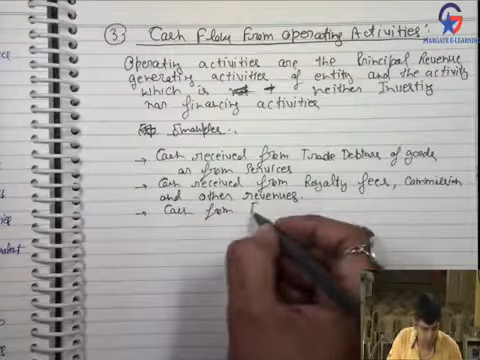 ③ Cash Flow From Operating Activities:
STARGATE E-LEARNING
Operating activities are the Principal Revenue
generating activities of entity and the activity
which is neither Investing
nor financing activities
Examples..
→ Cash received from Trade Debtors of goods
or from Services
→ Cash received from Royalty fees, Commission
and other revenues.
→ Cash from